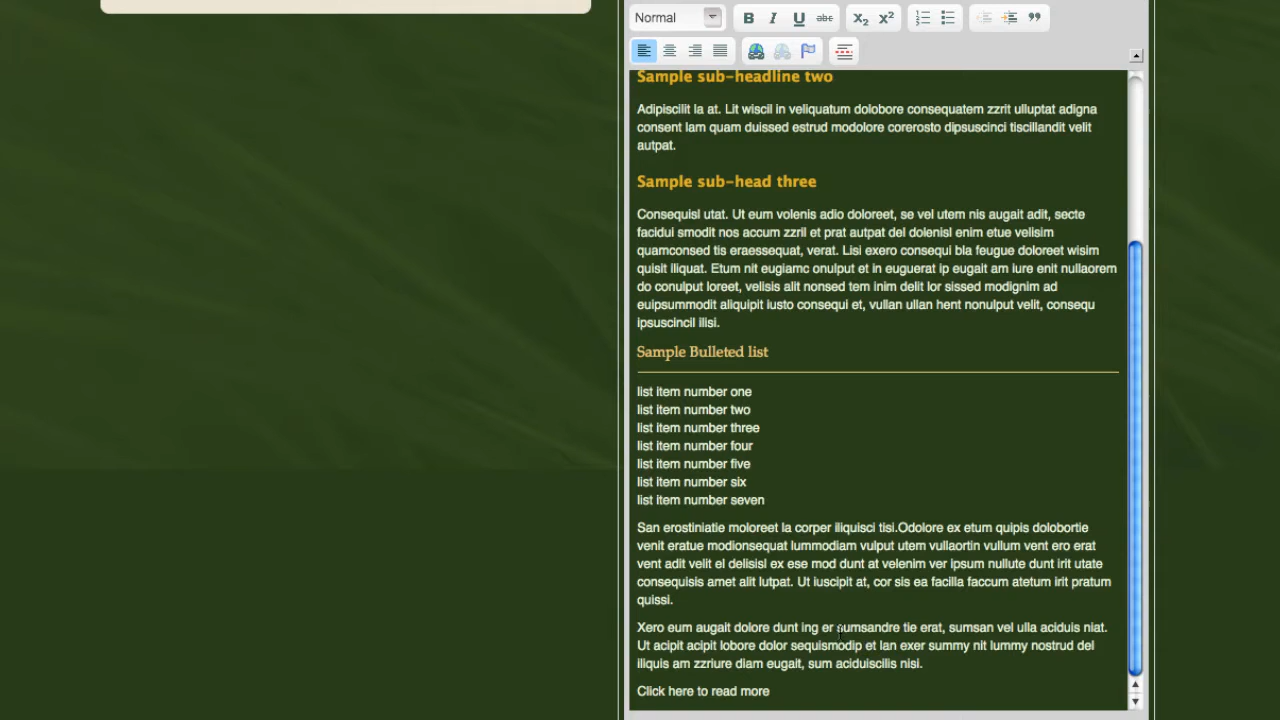 Normal
B I U abc X₂ X²
Sample sub-headline two
Adipiscilit la at. Lit wiscil in veliquatum dolobore consequatem zzrit ulluptat adigna
consent lam quam duissed estrud modolore corerosto dipsuscinci tiscillandit velit
autpat.
Sample sub-head three
Consequisl utat. Ut eum volenis adio doloreet, se vel utem nis augait adit, secte
facidui smodit nos accum zzril et prat autpat del dolenisl enim etue velisim
quamconsed tis eraessequat, verat. Lisi exero consequi bla feugue doloreet wisim
quisit iliquat. Etum nit eugiamc onulput et in euguerat ip eugait am iure enit nullaorem
do conulput loreet, velisis alit nonsed tem inim delit lor sissed modignim ad
euipsummodit aliquipit iusto consequi et, vullan ullan hent nonulput velit, consequ
ipsuscincil illsi.
Sample Bulleted list
list item number one
list item number two
list item number three
list item number four
list item number five
list item number six
list item number seven
San erostiniatie moloreet la corper iliquisci tisi.Odolore ex etum quipis dolobortie
venit eratue modionsequat lummodiam vulput utem vullaortin vullum vent ero erat
vent adit velit el delisisl ex ese mod dunt at velenim ver ipsum nullute dunt irit utate
consequisis amet alit lutpat. Ut iuscipit at, cor sis ea facilla faccum atetum irit pratum
quissi.
Xero eum augait dolore dunt ing er numsandre tie erat, sumsan vel ulla aciduis niat.
Ut acipit acipit lobore dolor sequismodip et lan exer summy nit lummy nostrud del
iliquis am zzriure diam eugait, sum aciduiscilis nisi.
Click here to read more